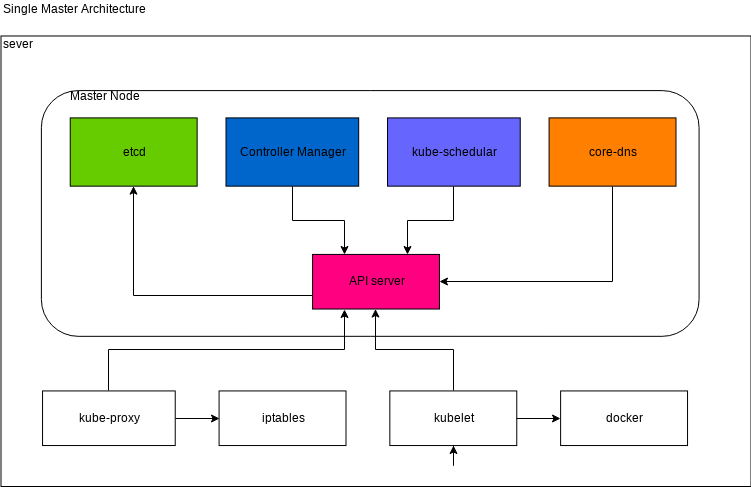 Single Master Architecture
sever
Master Node
etcd
Controller Manager
kube-schedular
core-dns
API server
kube-proxy
iptables
kubelet
docker